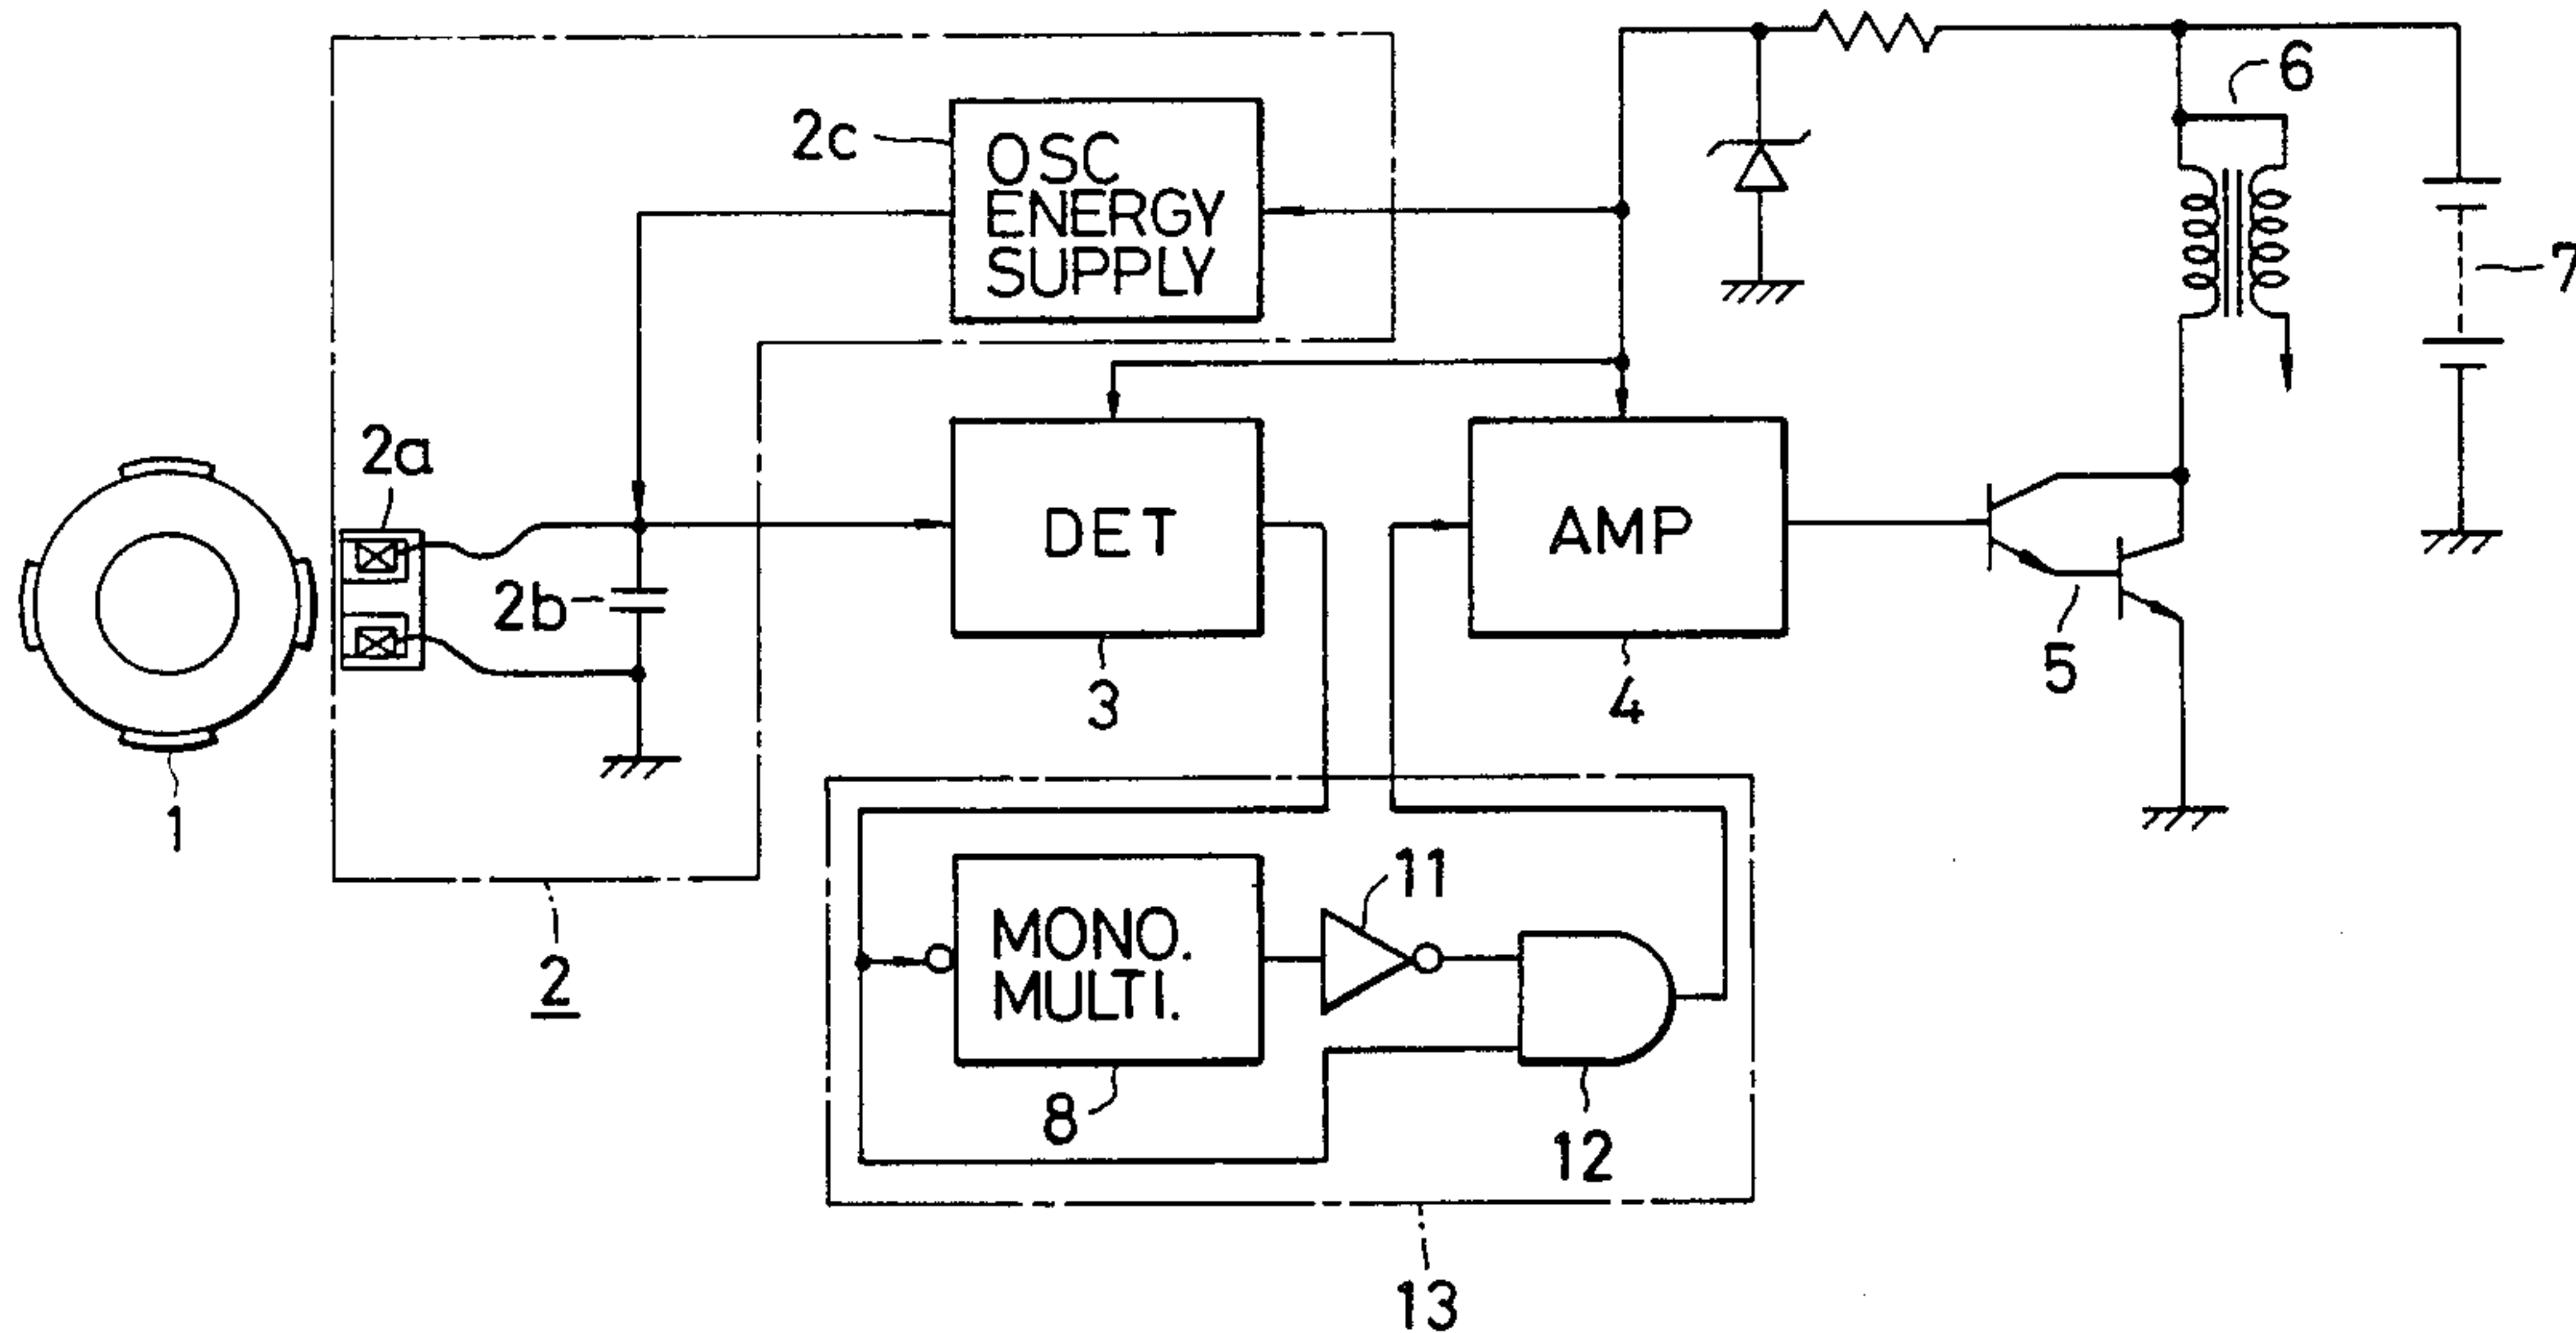 6
2c
OSC
ENERGY
SUPPLY
7
2a
2b
DET
AMP
5
3
4
1
11
MONO.
MULTI.
2
8
12
13